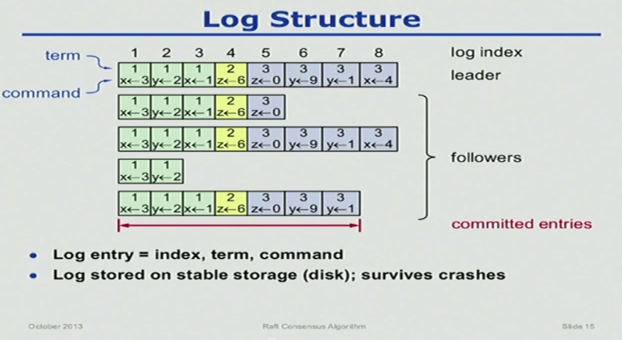 Log Structure
1 2 3 4 5 6 7 8 log index
term
1 1 1 2 3 3 3 3 leader
x←3 y←2 x←1 z←6 z←0 y←9 y←1 x←4
command
1 1 1 2 3
x←3 y←2 x←1 z←6 z←0
1 1 1 2 3 3 3 3
x←3 y←2 x←1 z←6 z←0 y←9 y←1 x←4
followers
1 1
x←3 y←2
1 1 1 2 3 3 3
x←3 y←2 x←1 z←6 z←0 y←9 y←1
committed entries
• Log entry = index, term, command
• Log stored on stable storage (disk); survives crashes
October 2013 Raft Consensus Algorithm Slide 15